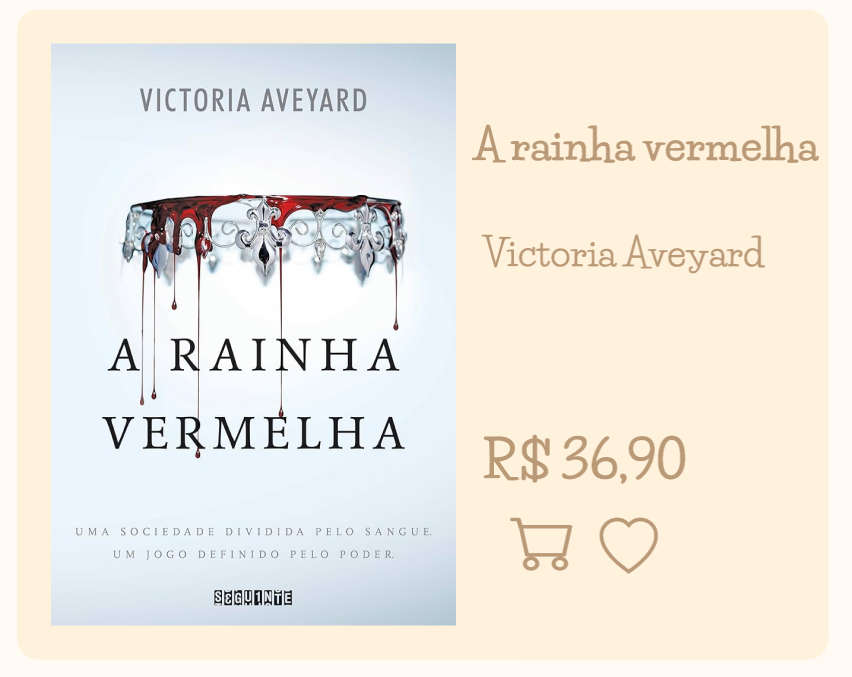 VICTORIA AVEYARD
A RAINHA
VERMELHA
UMA SOCIEDADE DIVIDIDA PELO SANGUE.
UM JOGO DEFINIDO PELO PODER.
SEGUINTE
A rainha vermelha
Victoria Aveyard
R$ 36,90